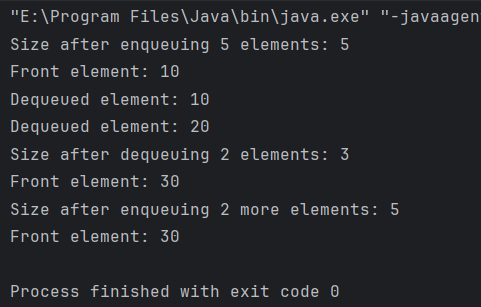 "E:\Program Files\Java\bin\java.exe" "-javaagen
Size after enqueuing 5 elements: 5
Front element: 10
Dequeued element: 10
Dequeued element: 20
Size after dequeuing 2 elements: 3
Front element: 30
Size after enqueuing 2 more elements: 5
Front element: 30
Process finished with exit code 0